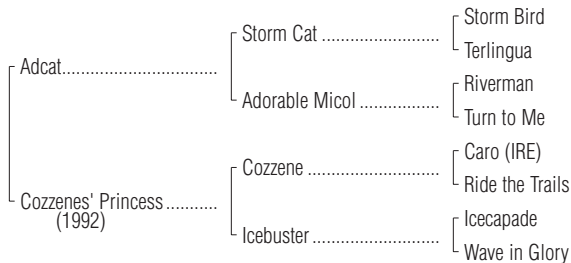 Storm Bird
Storm Cat ........................
Terlingua
Adcat................................
Riverman
Adorable Micol .................
Turn to Me
Caro (IRE)
Cozzene ...........................
Ride the Trails
Cozzenes' Princess...........
(1992)
Icecapade
Icebuster..........................
Wave in Glory